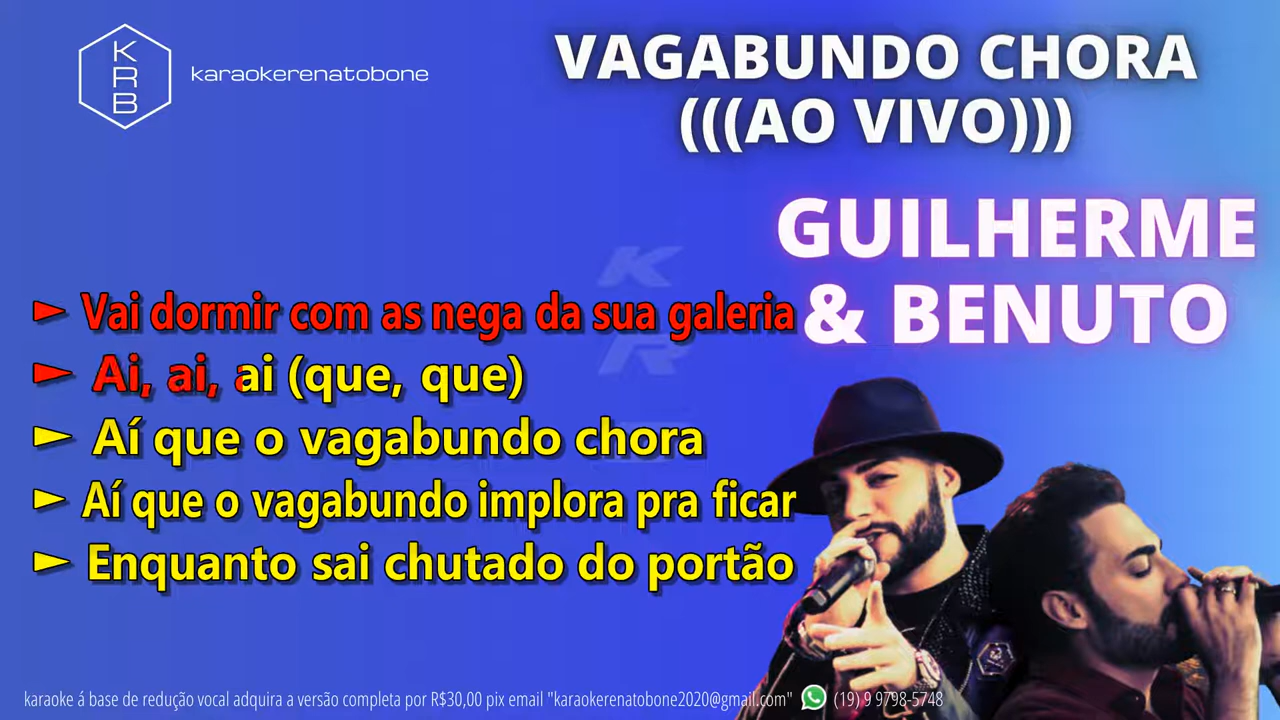 KRB
karaokerenatobone
VAGABUNDO CHORA
(((AO VIVO)))
GUILHERME
& BENUTO
► Vai dormir com as nega da sua galeria
► Ai, ai, ai (que, que)
► Aí que o vagabundo chora
► Aí que o vagabundo implora pra ficar
► Enquanto sai chutado do portão
karaoke á base de redução vocal adquira a versão completa por R$30,00 pix email "karaokerenatobone2020@gmail.com" (19) 9 9798-5748